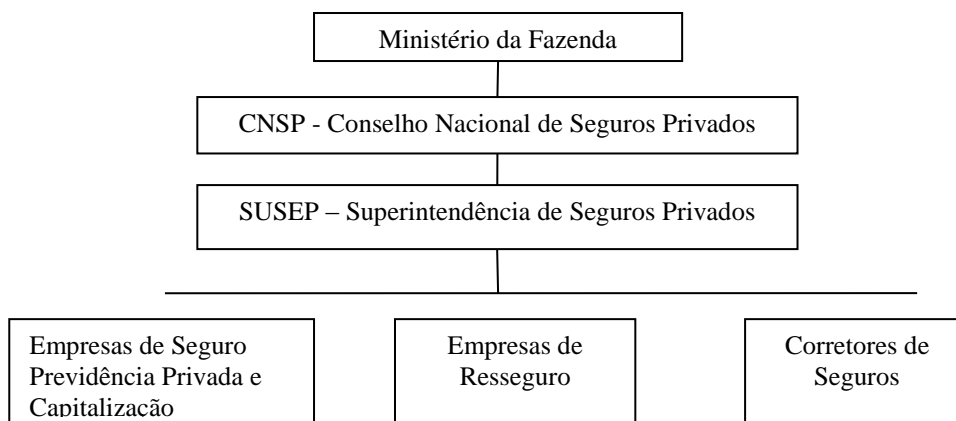 Ministério da Fazenda
CNSP - Conselho Nacional de Seguros Privados
SUSEP – Superintendência de Seguros Privados
Empresas de Seguro
Previdência Privada e
Capitalização
Empresas de
Resseguro
Corretores de
Seguros